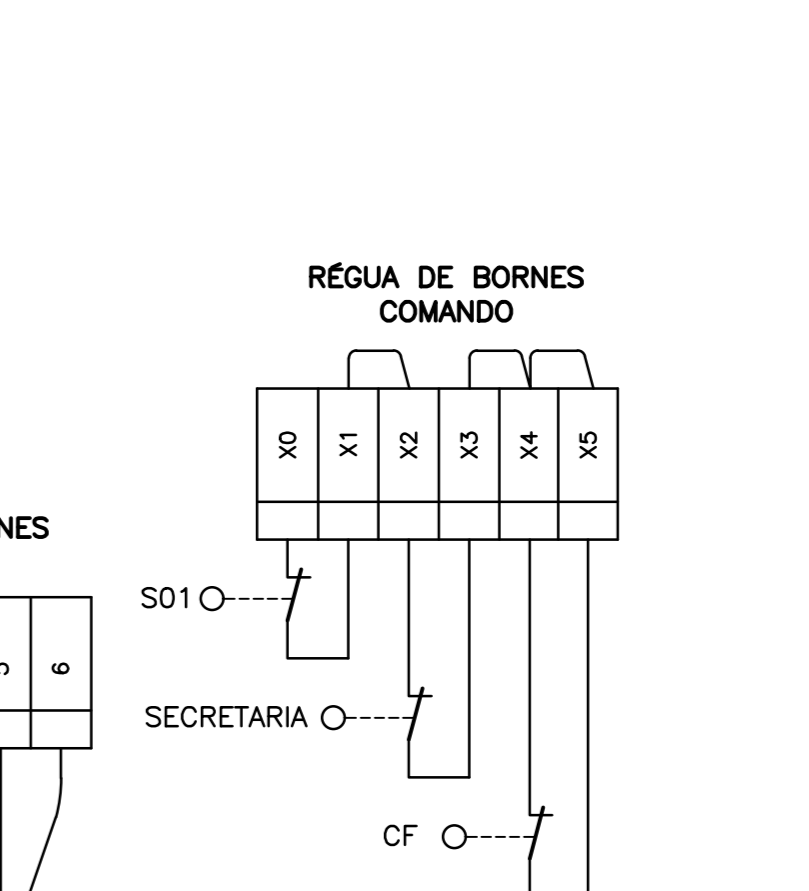 RÉGUA DE BORNES
COMANDO
X0 X1 X2 X3 X4 X5
NES
S01
6
SECRETARIA
CF